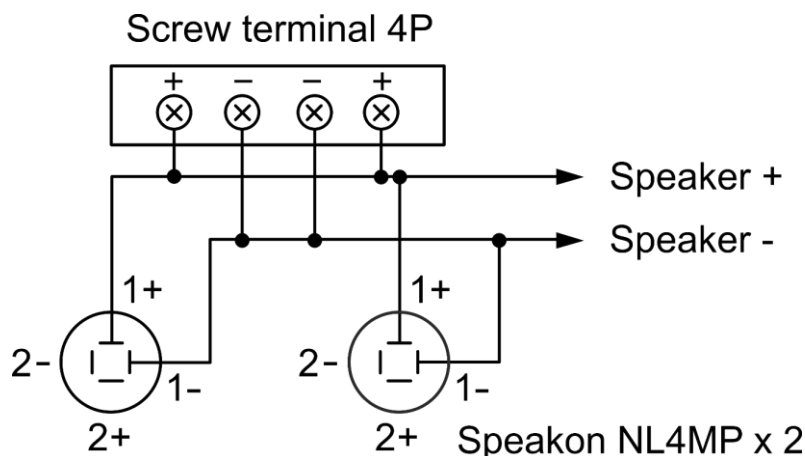 Screw terminal 4P
+ − − +
Speaker +
Speaker -
1+ 1+
2- 2-
1- 1-
2+ 2+
Speakon NL4MP x 2